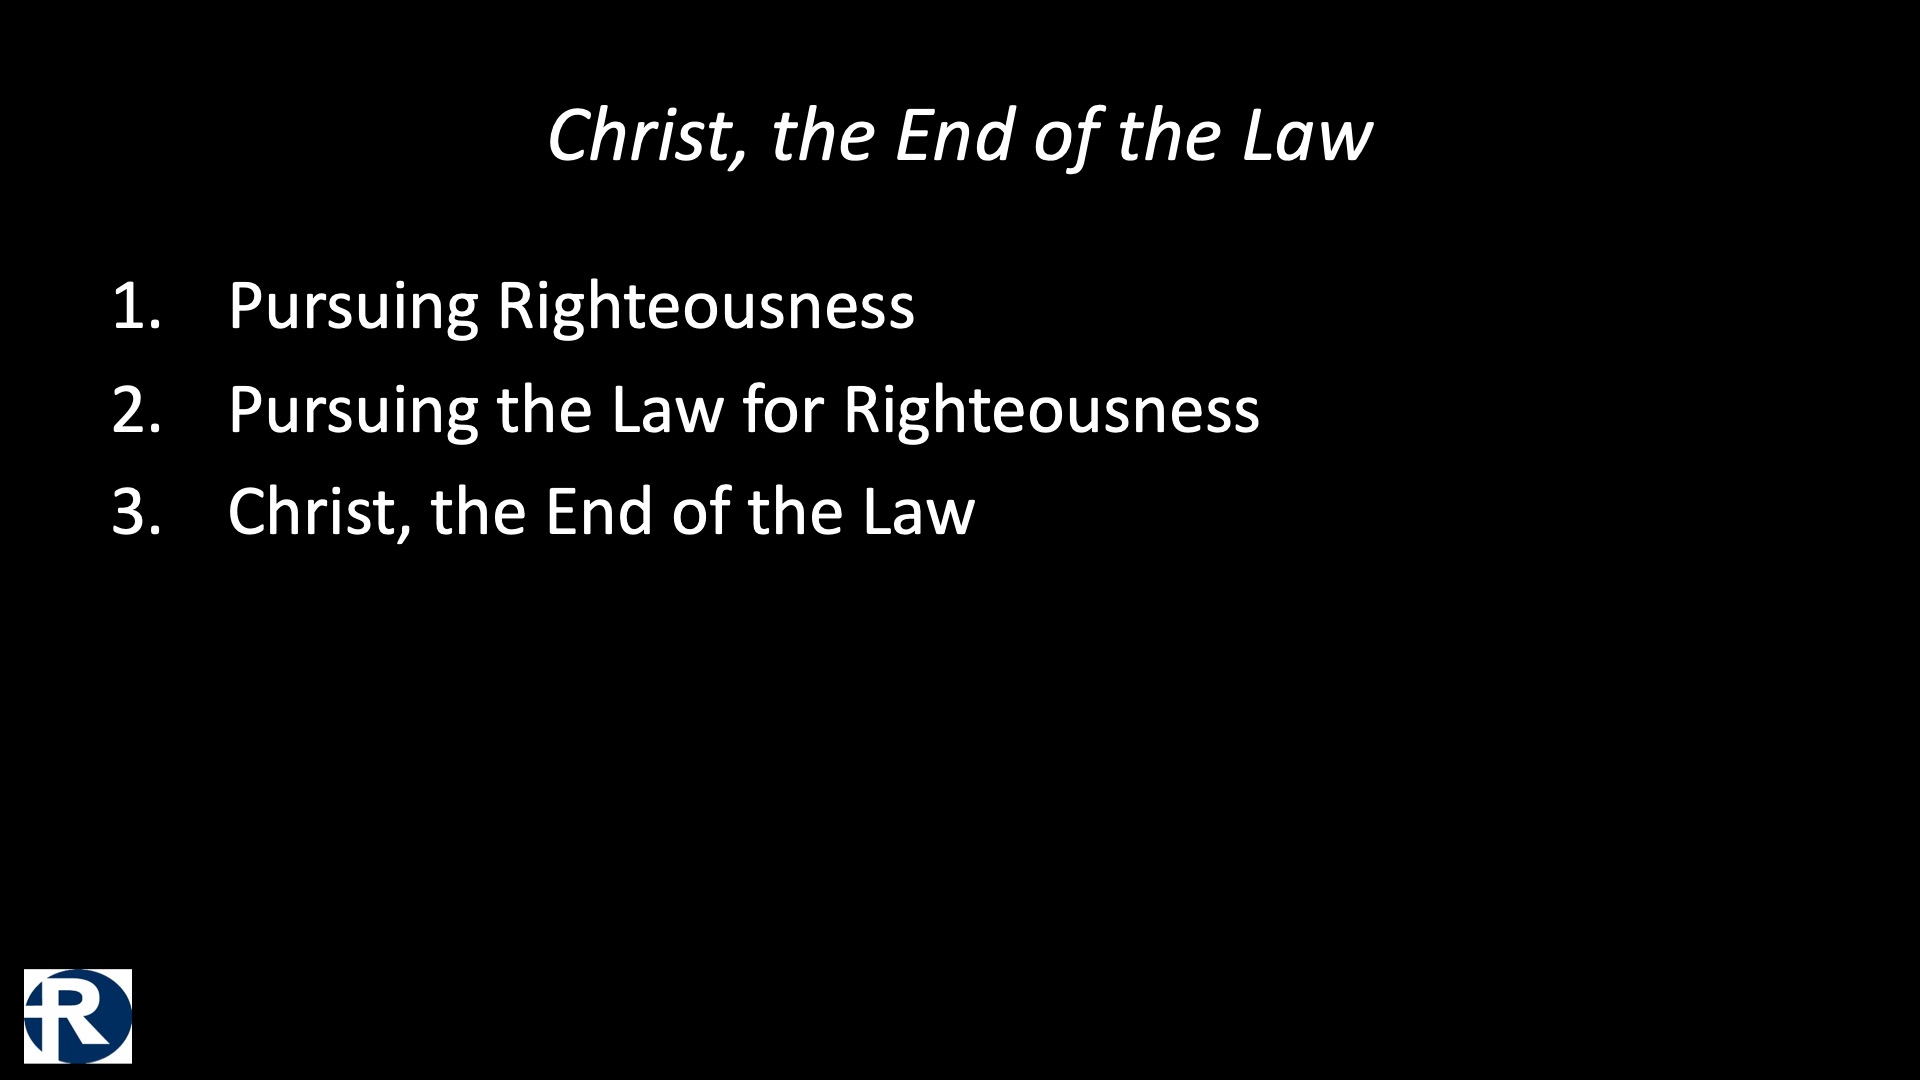 Christ, the End of the Law
1. Pursuing Righteousness
2. Pursuing the Law for Righteousness
3. Christ, the End of the Law
R